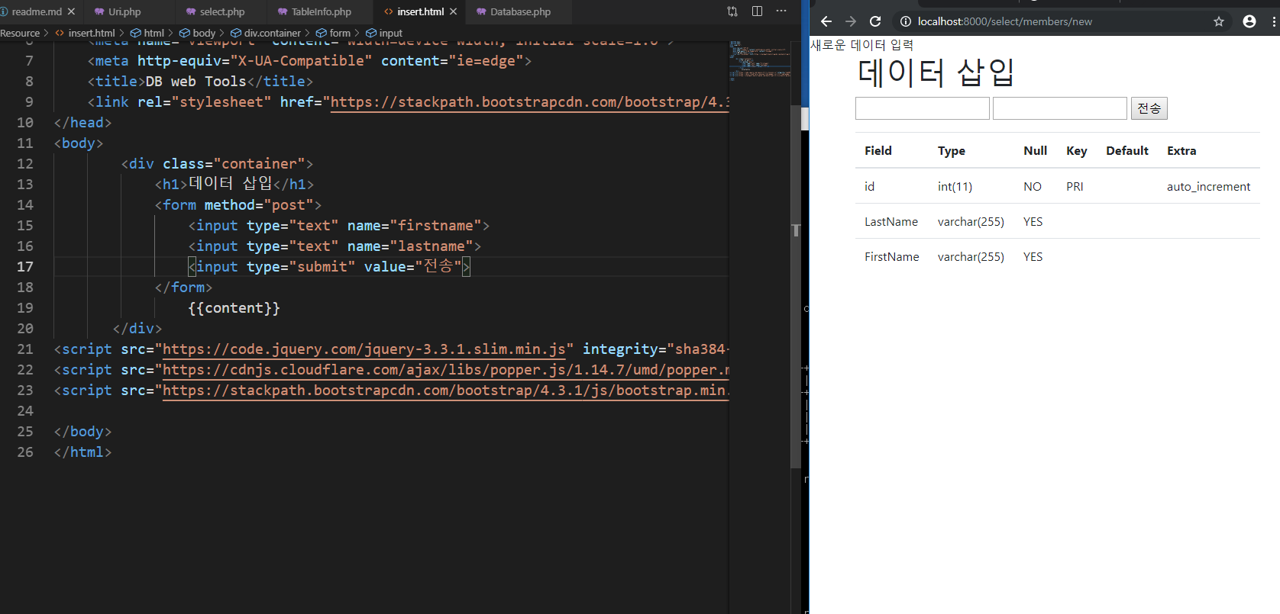 readme.md
Uri.php
select.php
TableInfo.php
insert.html
Database.php
Resource > insert.html > html > body > div.container > form > input
7 <meta http-equiv="X-UA-Compatible" content="ie=edge">
8 <title>DB web Tools</title>
9 <link rel="stylesheet" href="https://stackpath.bootstrapcdn.com/bootstrap/4.3
10 </head>
11 <body>
12 <div class="container">
13 <h1>데이터 삽입</h1>
14 <form method="post">
15 <input type="text" name="firstname">
16 <input type="text" name="lastname">
17 <input type="submit" value="전송">
18 </form>
19 {{content}}
20 </div>
21 <script src="https://code.jquery.com/jquery-3.3.1.slim.min.js" integrity="sha384-
22 <script src="https://cdnjs.cloudflare.com/ajax/libs/popper.js/1.14.7/umd/popper.m
23 <script src="https://stackpath.bootstrapcdn.com/bootstrap/4.3.1/js/bootstrap.min.
24
25 </body>
26 </html>
localhost:8000/select/members/new
새로운 데이터 입력
데이터 삽입
전송
Field Type Null Key Default Extra
id int(11) NO PRI auto_increment
LastName varchar(255) YES
FirstName varchar(255) YES